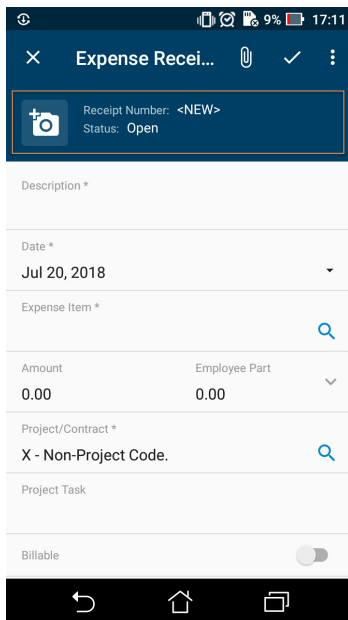 9% 17:11
Expense Recei...
Receipt Number: <NEW>
Status: Open
Description *
Date *
Jul 20, 2018
Expense Item *
Amount Employee Part
0.00 0.00
Project/Contract *
X - Non-Project Code.
Project Task
Billable